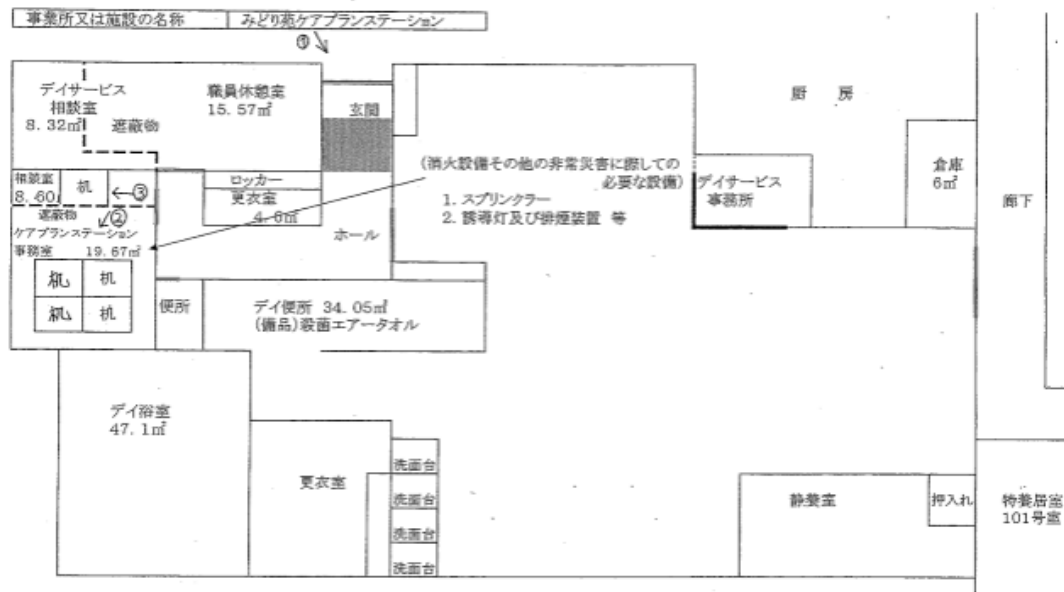 事業所又は施設の名称 みどり苑ケアプランステーション
①
デイサービス
相談室
8.32㎡ 遮蔽物
職員休憩室
15.57㎡
玄関
厨 房
倉庫
6㎡
廊下
(消火設備その他の非常災害に際しての
必要な設備)
1. スプリンクラー
2. 誘導灯及び排煙装置 等
デイサービス
事務所
相談室
8.60
机
③
ロッカー
更衣室
4.6㎡
遮蔽物
②
ケアプランステーション
事務室 19.67㎡
机 机
机 机
ホール
便所
デイ便所 34.05㎡
(備品)殺菌エアータオル
デイ浴室
47.1㎡
更衣室
洗面台
洗面台
洗面台
洗面台
静養室
押入れ
特養居室
101号室